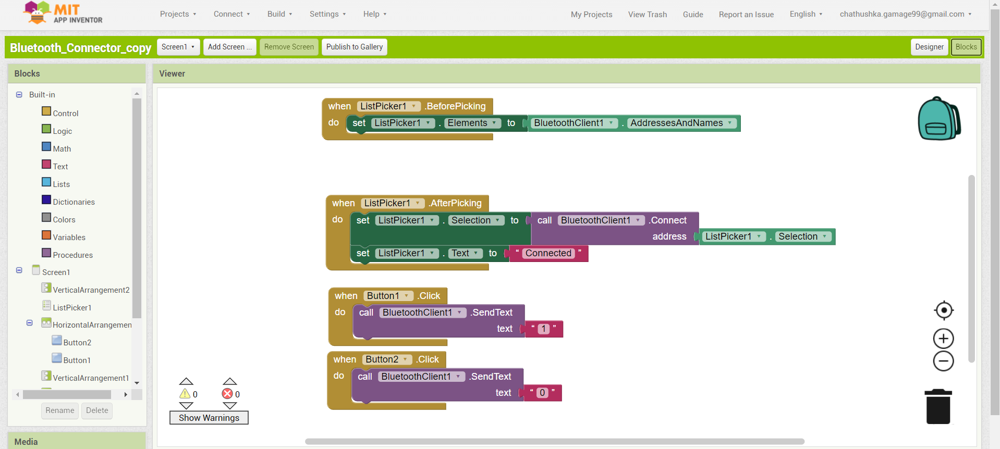 MIT
APP INVENTOR
Projects Connect Build Settings Help My Projects View Trash Guide Report an Issue English chathushka.gamage99@gmail.com
Bluetooth_Connector_copy Screen1 Add Screen ... Remove Screen Publish to Gallery Designer Blocks
Blocks
Built-in
Control
Logic
Math
Text
Lists
Dictionaries
Colors
Variables
Procedures
Screen1
VerticalArrangement2
ListPicker1
HorizontalArrangemen
Button2
Button1
VerticalArrangement1
Rename Delete
Media
Viewer
when ListPicker1 .BeforePicking
do set ListPicker1 . Elements to BluetoothClient1 . AddressesAndNames
when ListPicker1 .AfterPicking
do set ListPicker1 . Selection to call BluetoothClient1 .Connect
address ListPicker1 . Selection
set ListPicker1 . Text to “ Connected ”
when Button1 .Click
do call BluetoothClient1 .SendText
text “ 1 ”
when Button2 .Click
do call BluetoothClient1 .SendText
text “ 0 ”
0 0
Show Warnings